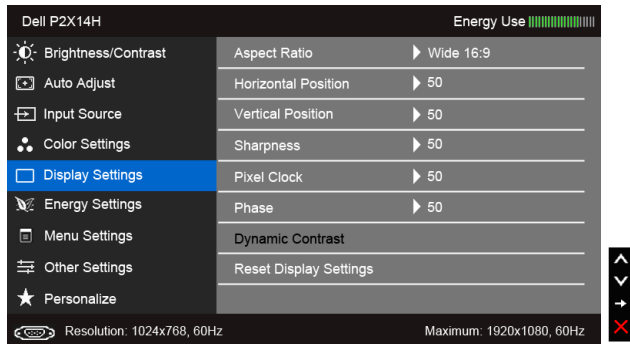 Dell P2X14H Energy Use
Brightness/Contrast Aspect Ratio Wide 16:9
Auto Adjust Horizontal Position 50
Input Source Vertical Position 50
Color Settings Sharpness 50
Display Settings Pixel Clock 50
Energy Settings Phase 50
Menu Settings Dynamic Contrast
Other Settings Reset Display Settings
Personalize
Resolution: 1024x768, 60Hz Maximum: 1920x1080, 60Hz